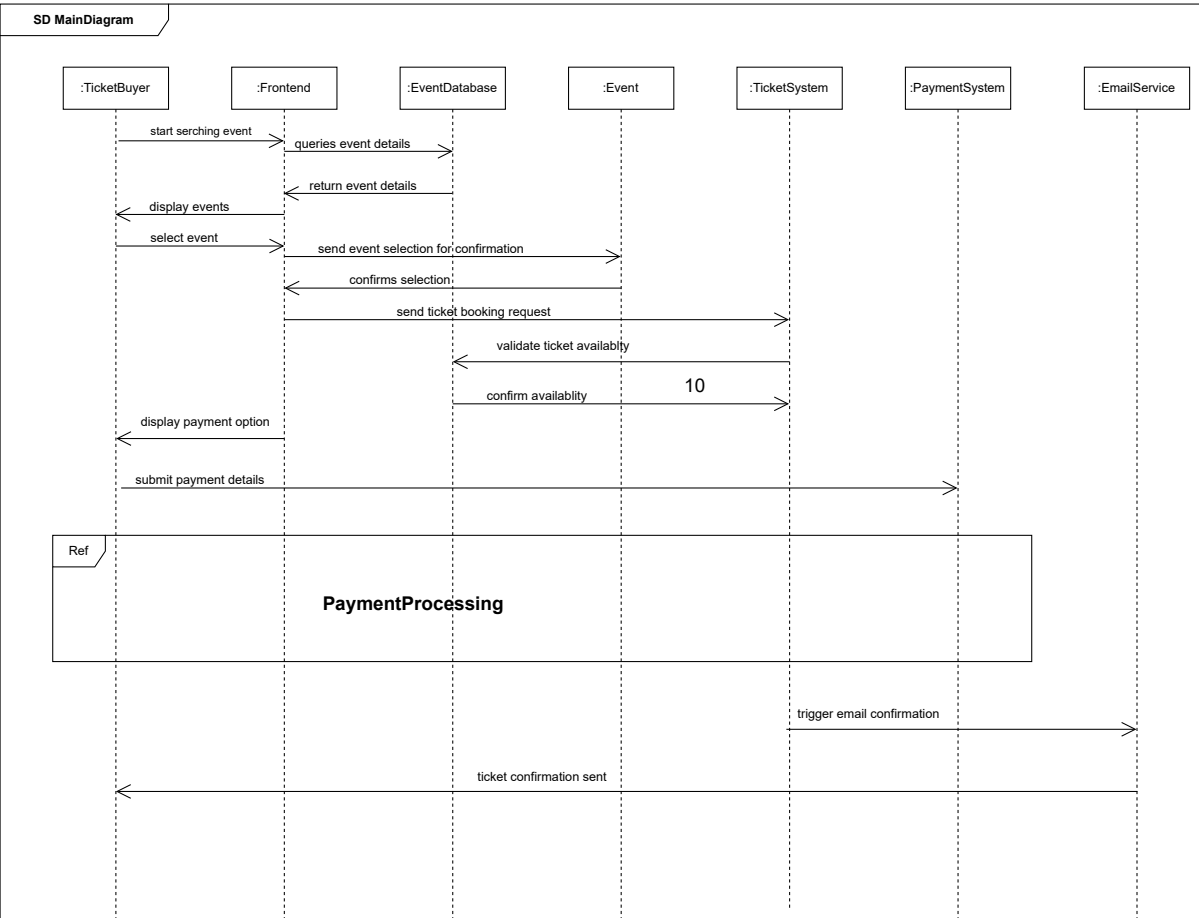 SD MainDiagram
:TicketBuyer
:Frontend
:EventDatabase
:Event
:TicketSystem
:PaymentSystem
:EmailService
start serching event
queries event details
return event details
display events
select event
send event selection for confirmation
confirms selection
send ticket booking request
validate ticket availablty
10
confirm availablity
display payment option
submit payment details
Ref
PaymentProcessing
trigger email confirmation
ticket confirmation sent